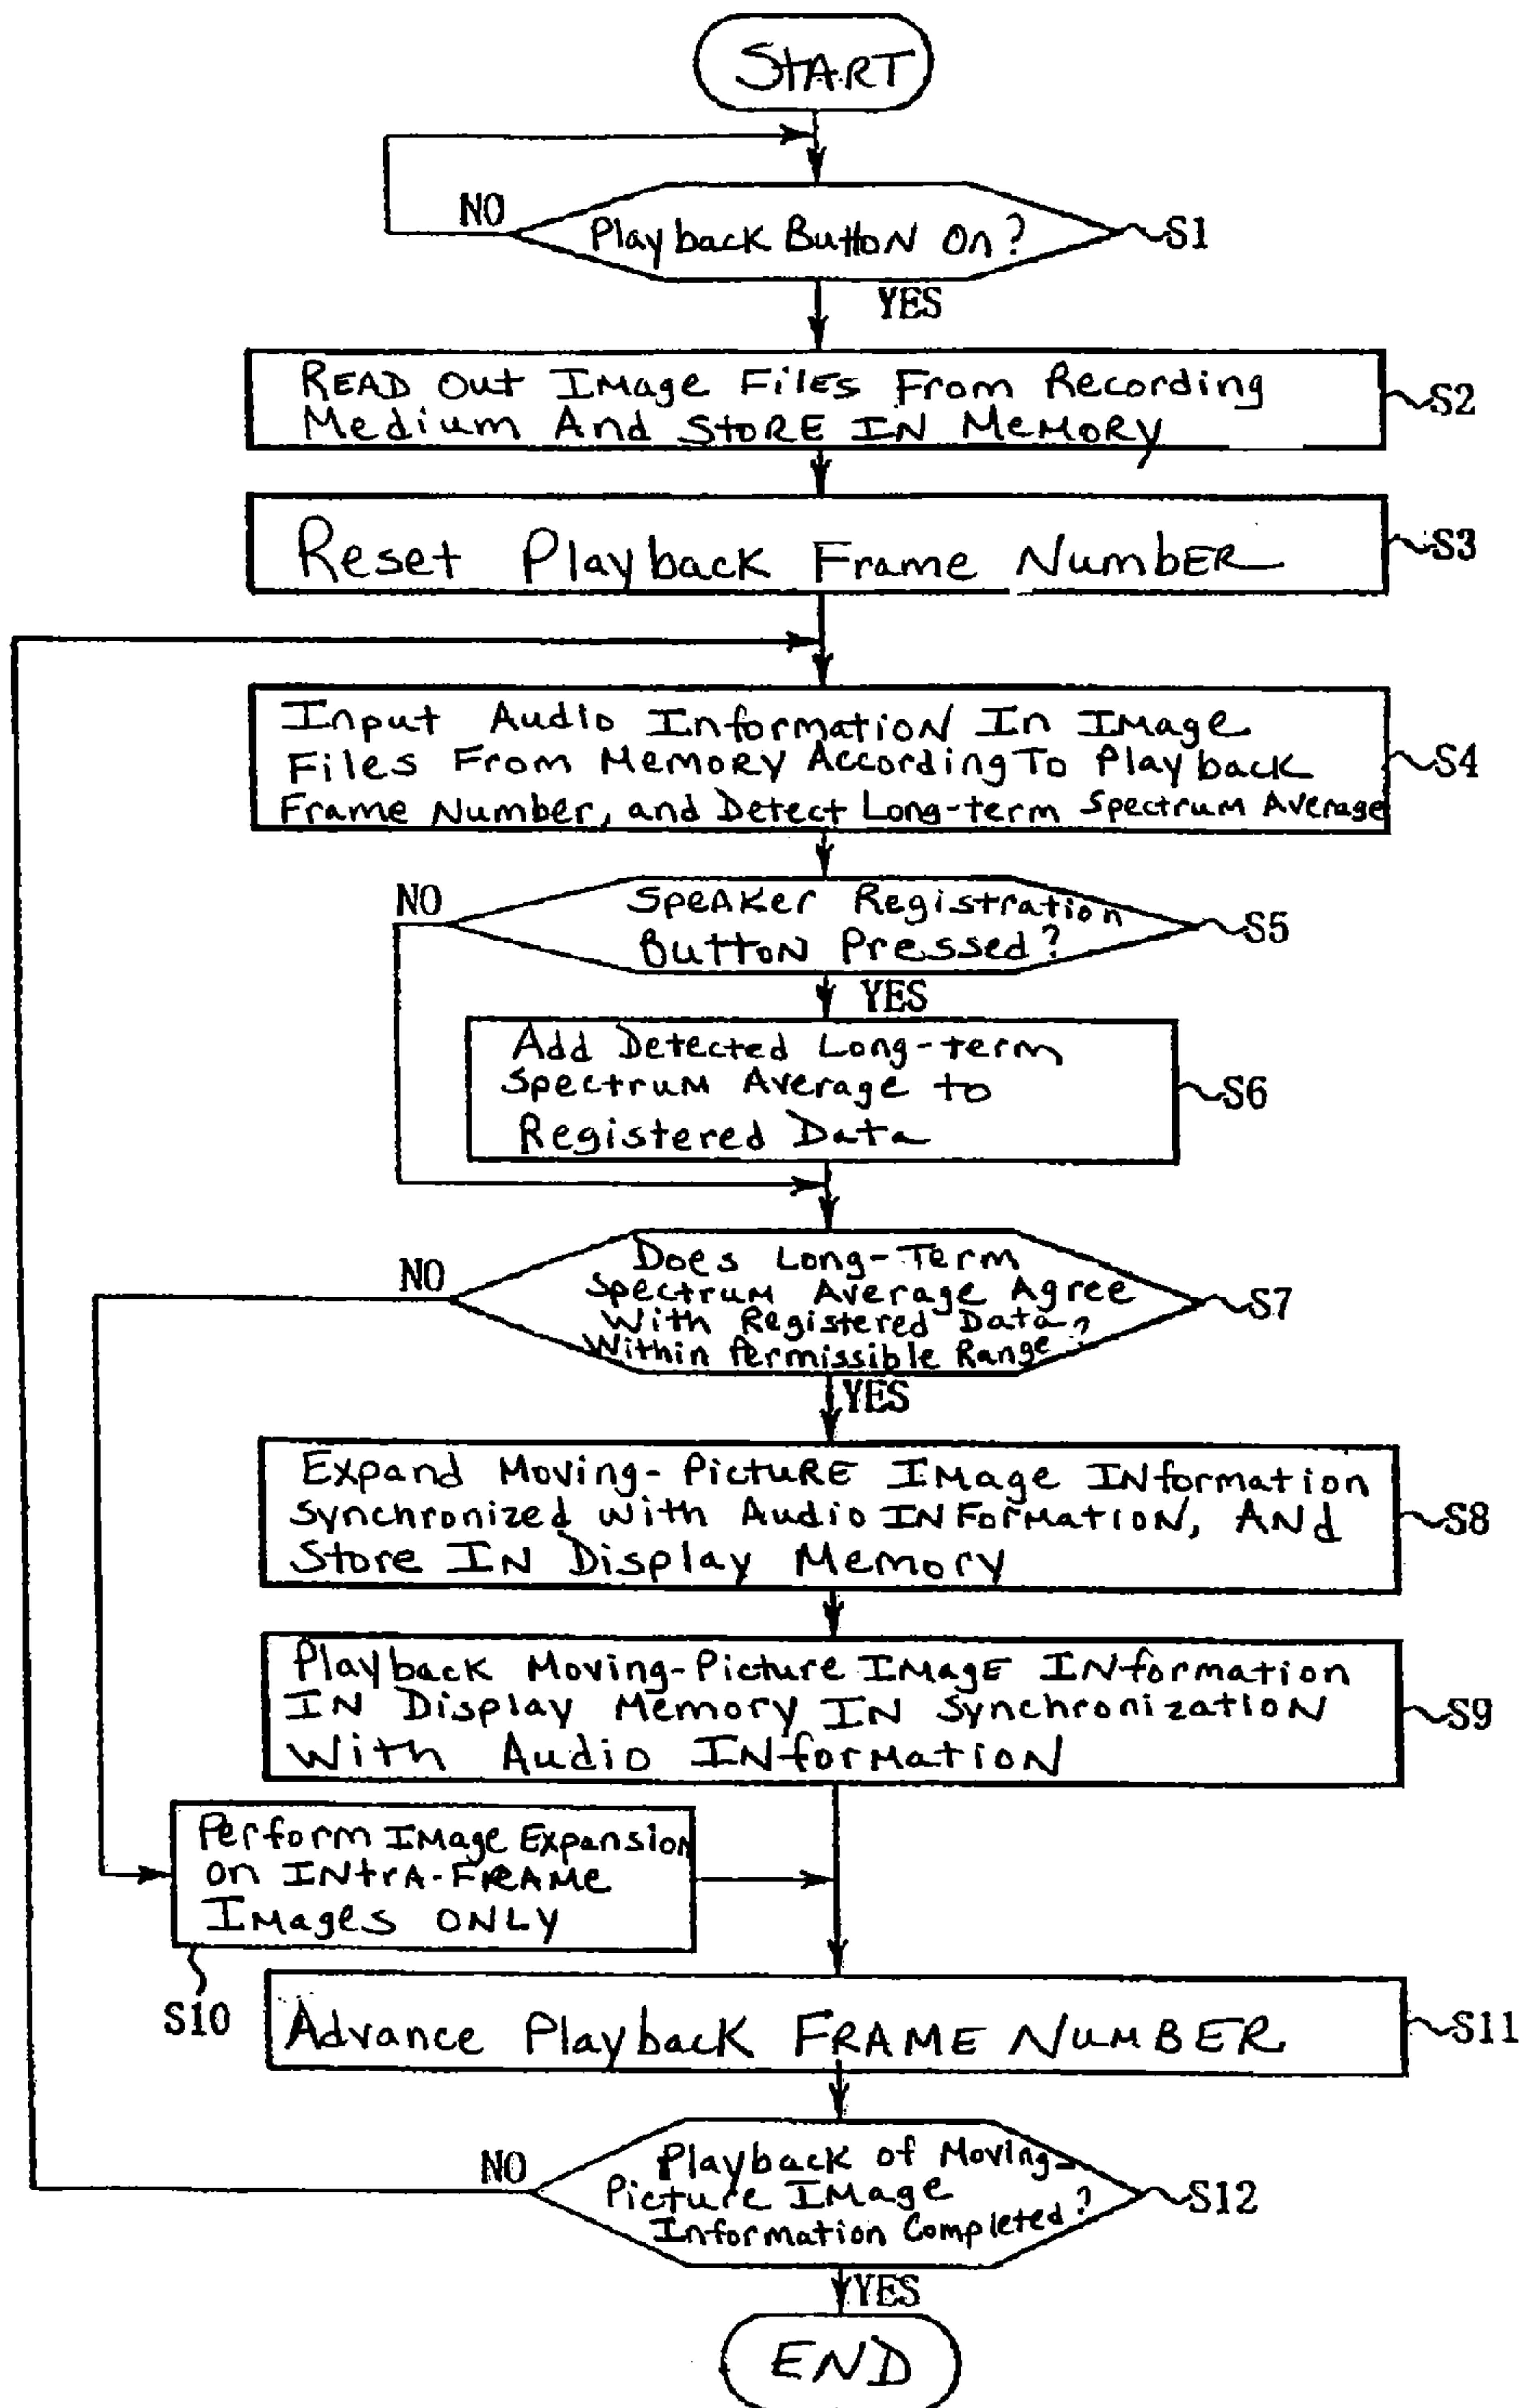 START
NO
Playback Button On?
S1
YES
Read Out Image Files From Recording
Medium And Store In Memory
S2
Reset Playback Frame Number
S3
Input Audio Information In Image
Files From Memory According To Playback
Frame Number, and Detect Long-term Spectrum Average
S4
NO
Speaker Registration
Button Pressed?
S5
YES
Add Detected Long-term
Spectrum Average to
Registered Data
S6
NO
Does Long-Term
Spectrum Average Agree
With Registered Data
Within Permissible Range?
S7
YES
Expand Moving-Picture Image Information
Synchronized with Audio Information, And
Store In Display Memory
S8
Playback Moving-Picture Image Information
In Display Memory In Synchronization
With Audio Information
S9
Perform Image Expansion
on Intra-Frame
Images Only
S10
Advance Playback Frame Number
S11
NO
Playback of Moving-
Picture Image
Information Completed?
S12
YES
END